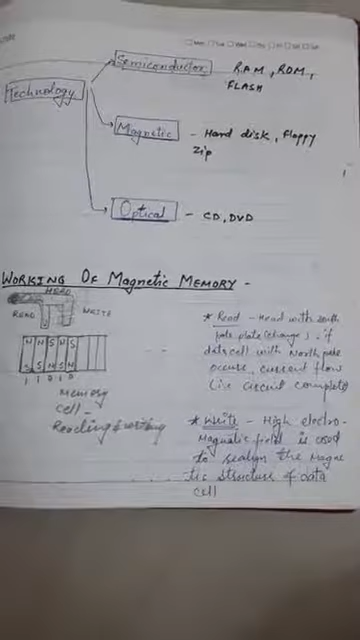 Technology
Semiconductor
RAM, ROM,
FLASH
Magnetic - Hard disk, Floppy
Zip
Optical - CD, DVD
WORKING OF Magnetic MEMORY -
HEAD
READ WRITE
N N S N S
S S N S N
1 1 0 1 0
Memory
cell -
Reading & writing
* Read - Head with south
pole plate (charge), if
data cell with North pole
occurs, current flow
(i.e circuit complete)
* Write - High electro-
Magnetic field is used
to realign the Magne
tic structure of data
cell